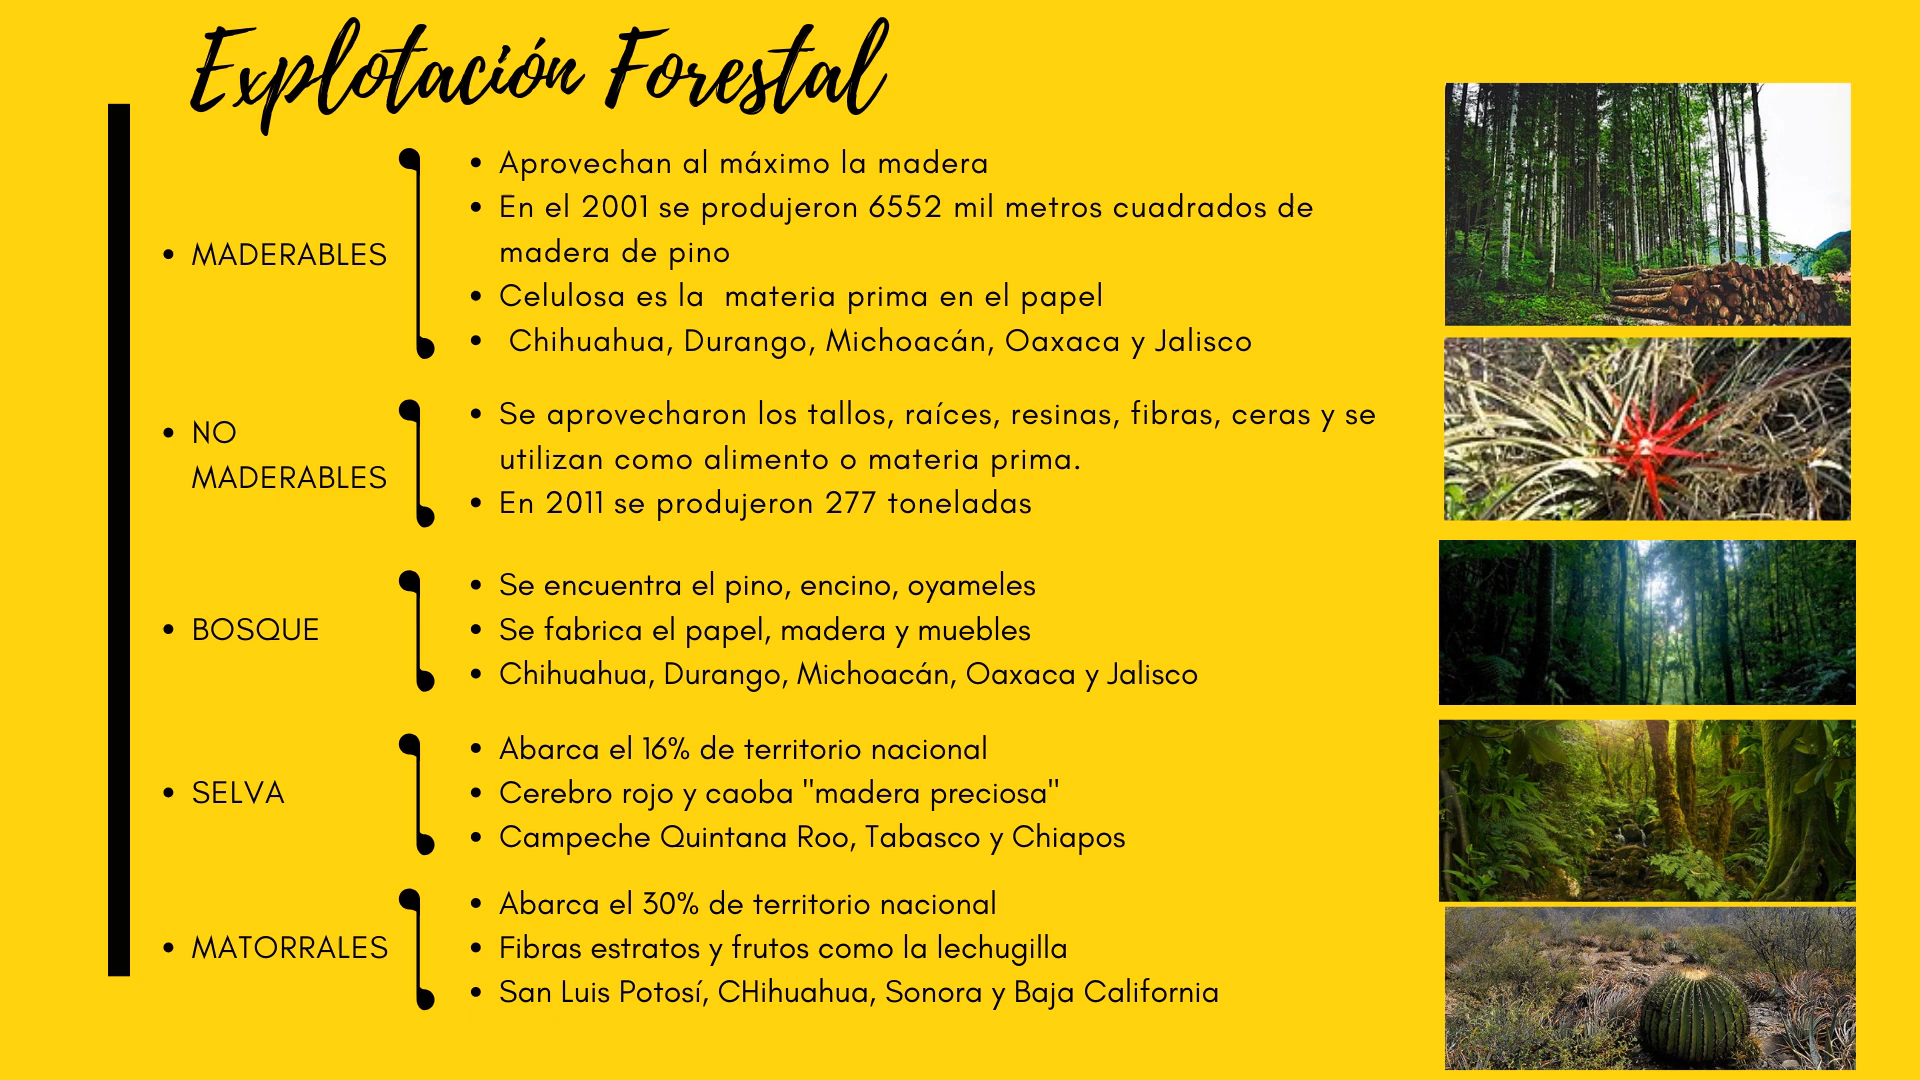 Explotación Forestal
• MADERABLES
• Aprovechan al máximo la madera
• En el 2001 se produjeron 6552 mil metros cuadrados de
madera de pino
• Celulosa es la  materia prima en el papel
•  Chihuahua, Durango, Michoacán, Oaxaca y Jalisco
• NO
MADERABLES
• Se aprovecharon los tallos, raíces, resinas, fibras, ceras y se
utilizan como alimento o materia prima.
• En 2011 se produjeron 277 toneladas
• BOSQUE
• Se encuentra el pino, encino, oyameles
• Se fabrica el papel, madera y muebles
• Chihuahua, Durango, Michoacán, Oaxaca y Jalisco
• SELVA
• Abarca el 16% de territorio nacional
• Cerebro rojo y caoba "madera preciosa"
• Campeche Quintana Roo, Tabasco y Chiapos
• MATORRALES
• Abarca el 30% de territorio nacional
• Fibras estratos y frutos como la lechugilla
• San Luis Potosí, CHihuahua, Sonora y Baja California